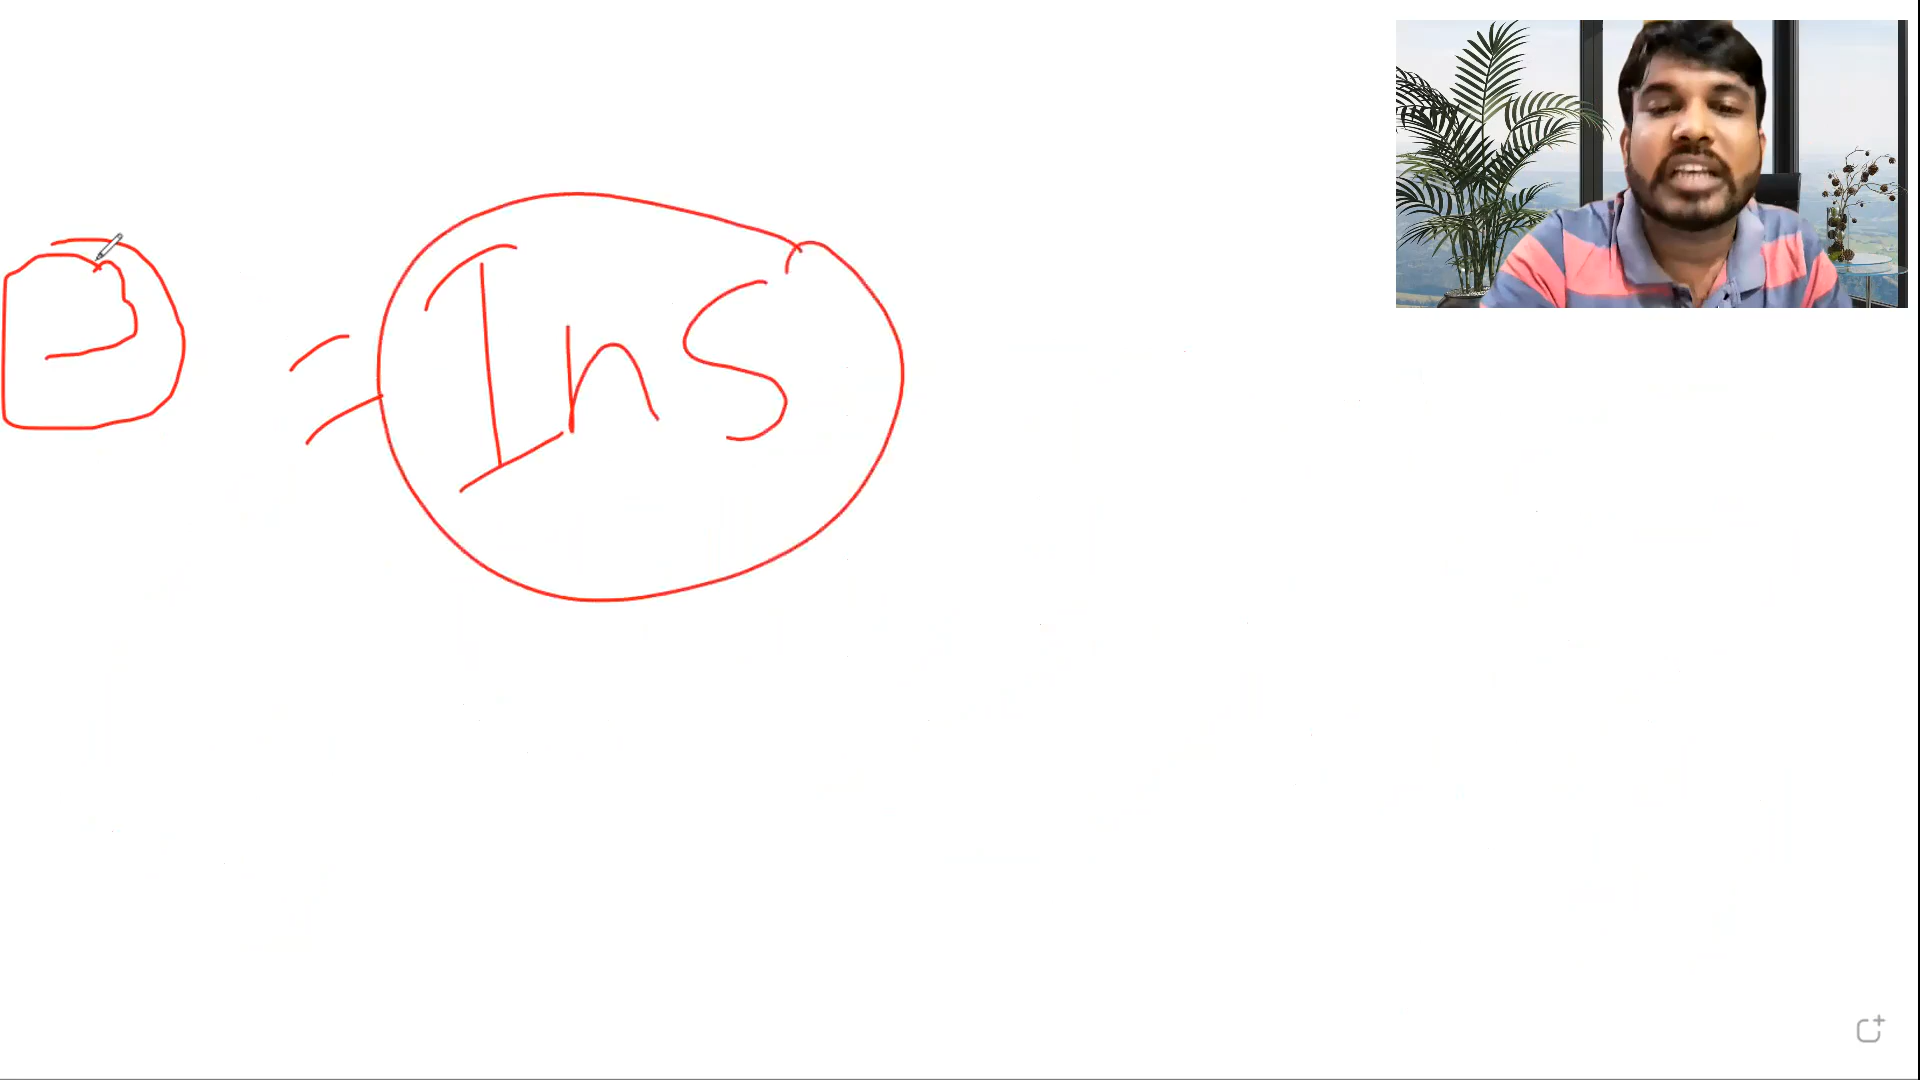 P = InS